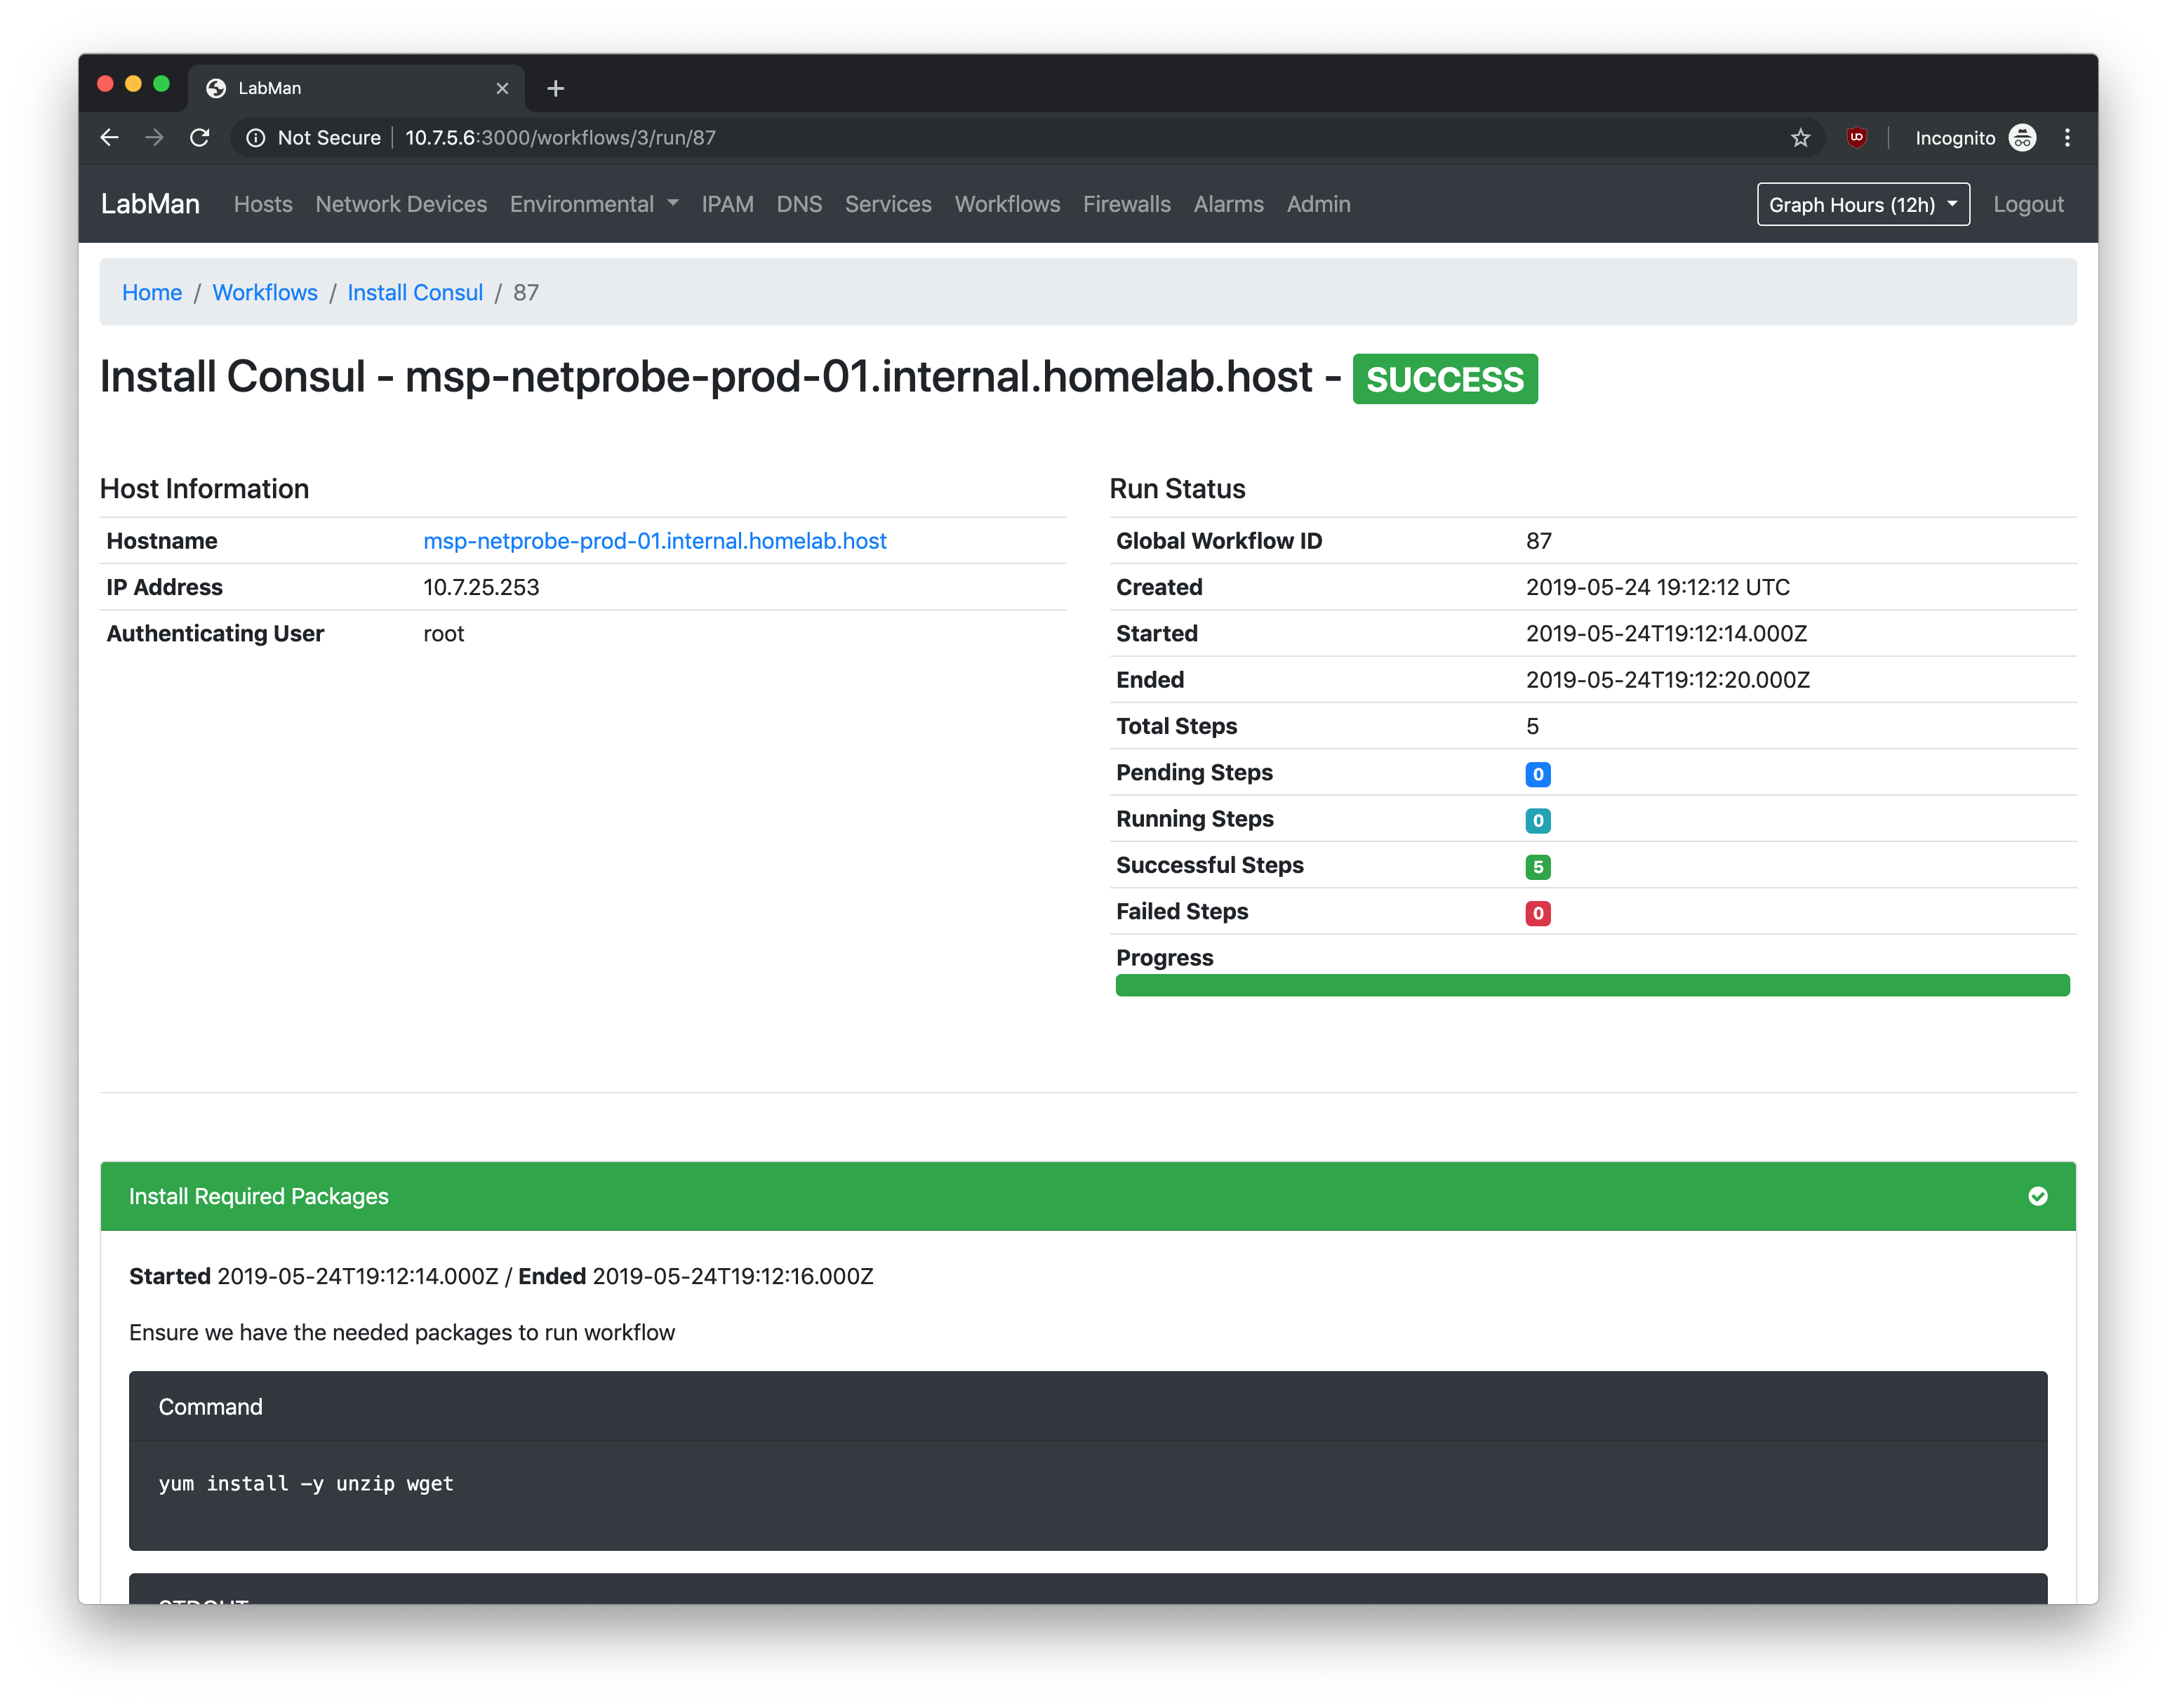 LabMan
Not Secure 10.7.5.6:3000/workflows/3/run/87 Incognito
LabMan Hosts Network Devices Environmental IPAM DNS Services Workflows Firewalls Alarms Admin Graph Hours (12h) Logout
Home / Workflows / Install Consul / 87
Install Consul - msp-netprobe-prod-01.internal.homelab.host - SUCCESS
Host Information
Hostname msp-netprobe-prod-01.internal.homelab.host
IP Address 10.7.25.253
Authenticating User root
Run Status
Global Workflow ID 87
Created 2019-05-24 19:12:12 UTC
Started 2019-05-24T19:12:14.000Z
Ended 2019-05-24T19:12:20.000Z
Total Steps 5
Pending Steps 0
Running Steps 0
Successful Steps 5
Failed Steps 0
Progress
Install Required Packages
Started 2019-05-24T19:12:14.000Z / Ended 2019-05-24T19:12:16.000Z
Ensure we have the needed packages to run workflow
Command
yum install -y unzip wget
STDOUT